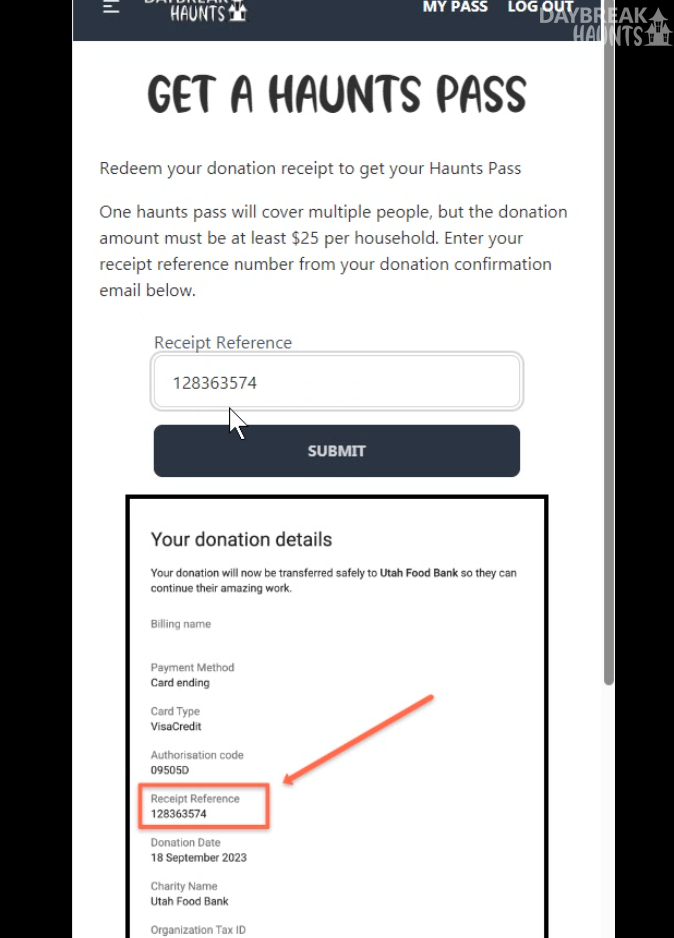 DAYBREAK
HAUNTS
MY PASS
LOG OUT
DAYBREAK
HAUNTS
GET A HAUNTS PASS
Redeem your donation receipt to get your Haunts Pass
One haunts pass will cover multiple people, but the donation
amount must be at least $25 per household. Enter your
receipt reference number from your donation confirmation
email below.
Receipt Reference
128363574
SUBMIT
Your donation details
Your donation will now be transferred safely to Utah Food Bank so they can
continue their amazing work.
Billing name
Payment Method
Card ending
Card Type
VisaCredit
Authorisation code
09505D
Receipt Reference
128363574
Donation Date
18 September 2023
Charity Name
Utah Food Bank
Organization Tax ID